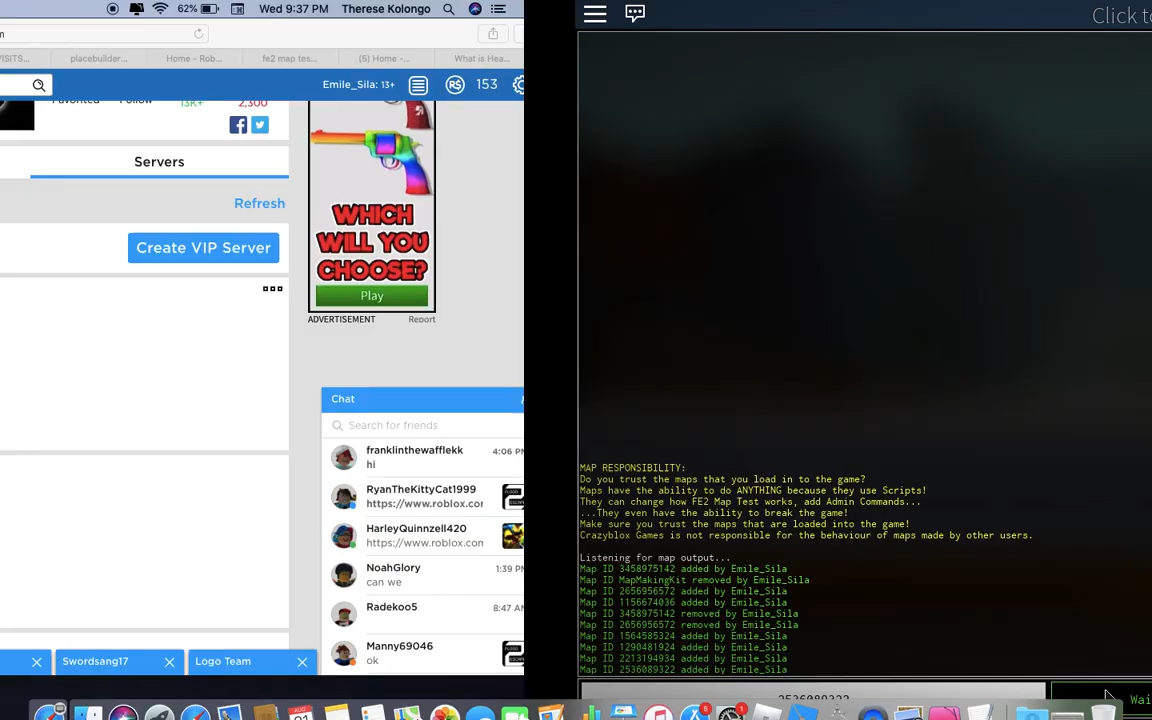 62% Wed 9:37 PM Therese Kolongo
m
VISITS... placebuilder... Home - Rob... fe2 map tes... (5) Home -... What is Hea...
Emile_Sila: 13+ 153
Favorited Follow 13K+ 2,300
Servers
Refresh
Create VIP Server
WHICH
WILL YOU
CHOOSE?
Play
ADVERTISEMENT Report
Chat
Search for friends
franklinthewafflekk 4:06 PM
hi
RyanTheKittyCat1999
https://www.roblox.cor
HarleyQuinnzell420
https://www.roblox.com
NoahGlory 1:39 PM
can we
Radekoo5 8:47 AM
Manny69046
ok
Swordsang17 Logo Team
Click to
MAP RESPONSIBILITY:
Do you trust the maps that you load in to the game?
Maps have the ability to do ANYTHING because they use Scripts!
They can change how FE2 Map Test works, add Admin Commands...
...They even have the ability to break the game!
Make sure you trust the maps that are loaded into the game!
Crazyblox Games is not responsible for the behaviour of maps made by other users.
Listening for map output...
Map ID 3458975142 added by Emile_Sila
Map ID MapMakingKit removed by Emile_Sila
Map ID 2656956572 added by Emile_Sila
Map ID 1156674036 added by Emile_Sila
Map ID 3458975142 removed by Emile_Sila
Map ID 2656956572 removed by Emile_Sila
Map ID 1564585324 added by Emile_Sila
Map ID 1290481924 added by Emile_Sila
Map ID 2213194934 added by Emile_Sila
Map ID 2536089322 added by Emile_Sila
2536089322 Wai
AUG
5 1